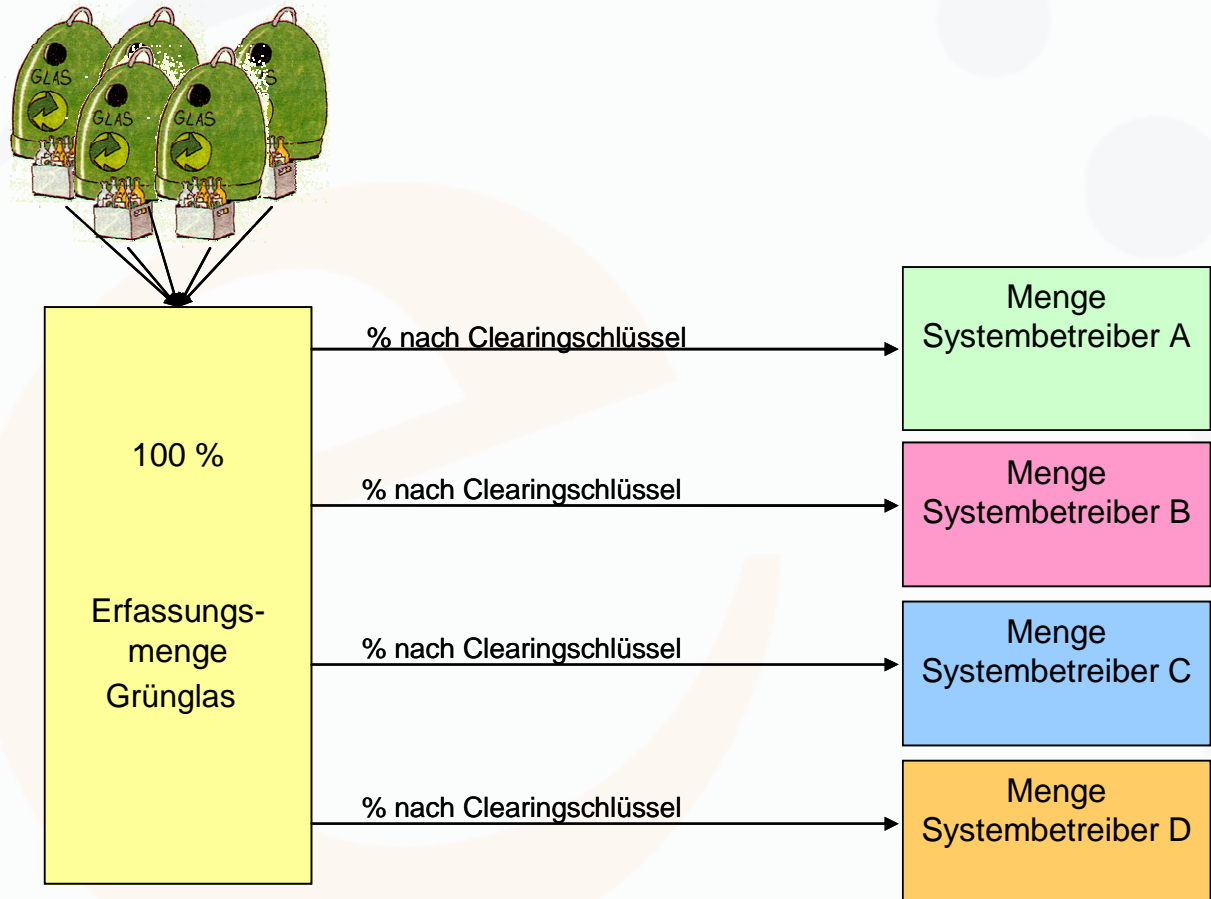 GLAS
GLAS
GLAS
% nach Clearingschlüssel
Menge
Systembetreiber A
100 %
% nach Clearingschlüssel
Menge
Systembetreiber B
Erfassungs-
menge
Grünglas
% nach Clearingschlüssel
Menge
Systembetreiber C
% nach Clearingschlüssel
Menge
Systembetreiber D